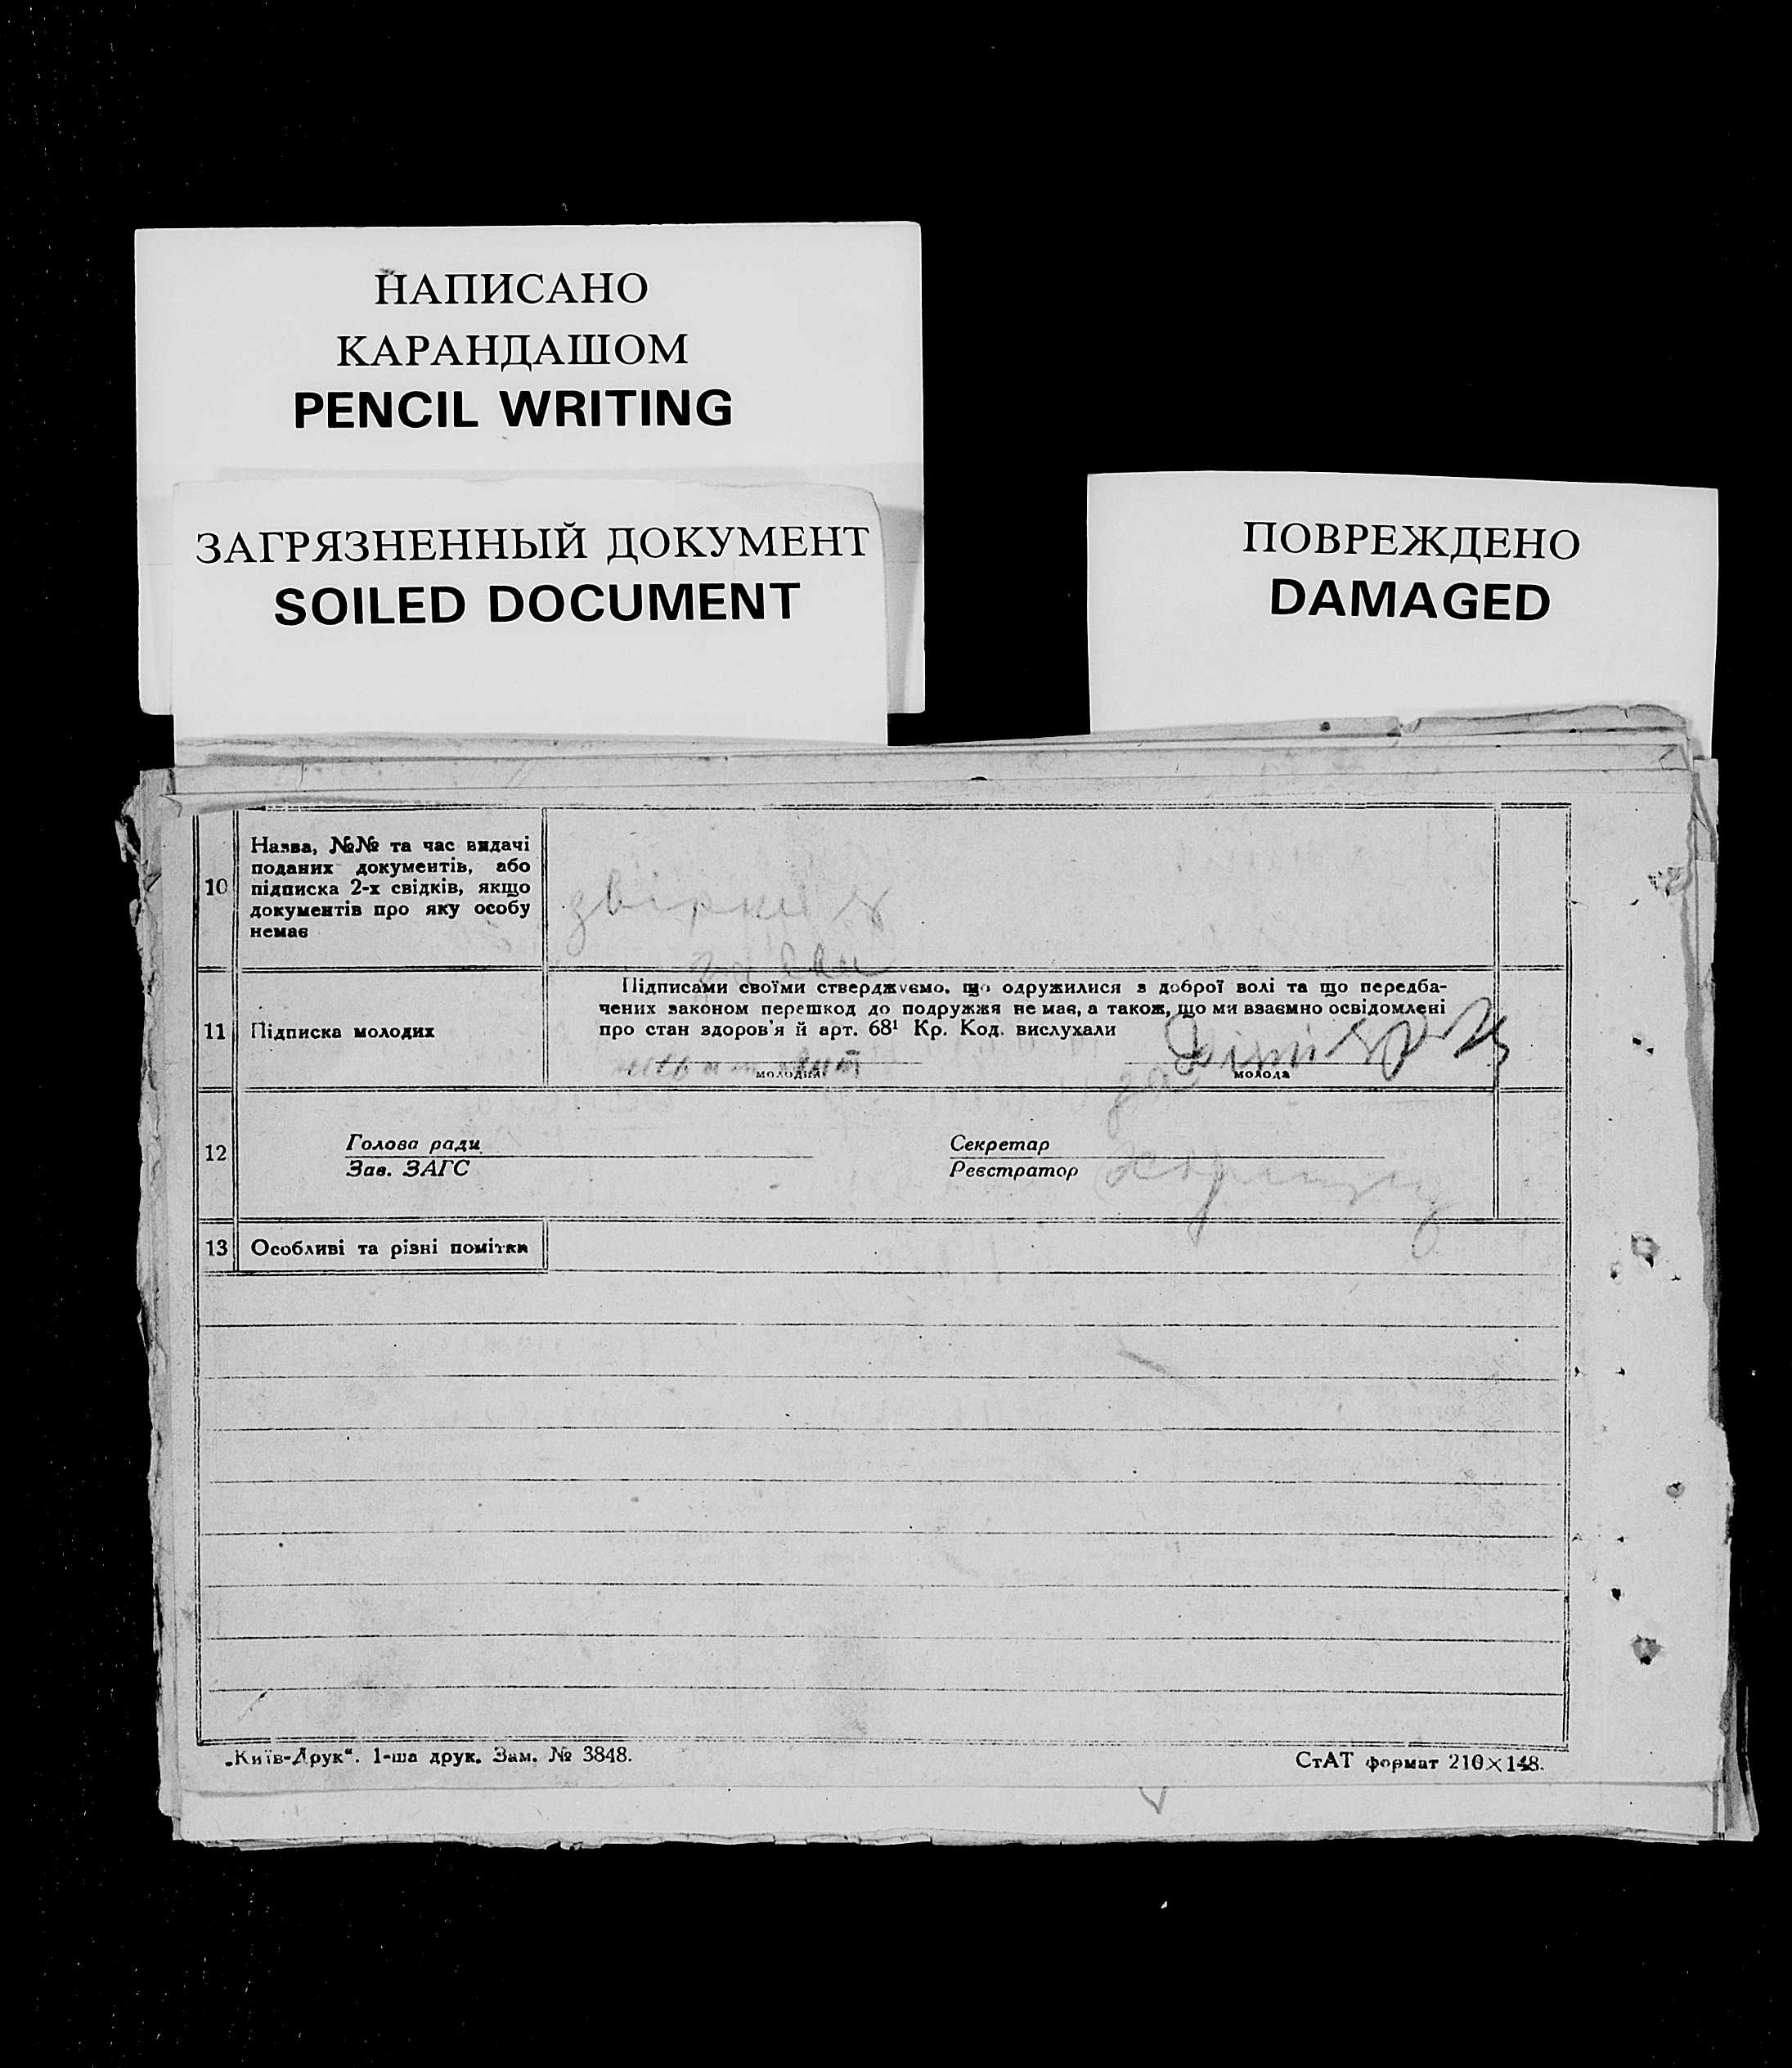 НАПИСАНО
КАРАНДАШОМ
PENCIL WRITING
ЗАГРЯЗНЕННЫЙ ДОКУМЕНТ
SOILED DOCUMENT
ПОВРЕЖДЕНО
DAMAGED
10
Назва, №№ та час видачі
поданих документів, або
підписка 2-х свідків, якщо
документів про яку особу
немає
11
Підписка молодих
Підписами своїми стверджуємо, що одружилися з доброї волі та що передба-
чених законом перешкод до подружжя немає, а також, що ми взаємно освідомлені
про стан здоров'я й арт. 68¹ Кр. Код. вислухали
молодий
молода
12
Голова ради
Зав. ЗАГС
Секретар
Реєстратор
13
Особливі та різні помітки
„Київ-Друк“. 1-ша друк. Зам. № 3848.
СтАТ формат 210×148.